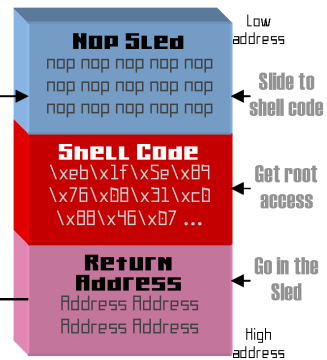 Low
address
Nop Sled
nop nop nop nop nop
nop nop nop nop nop
nop nop nop nop nop
Slide to
shell code
Shell Code
\xeb\x1f\x5e\x89
\x76\x08\x31\xc0
\x88\x46\x07 ...
Get root
access
Return
Address
Address Address
Address Address
Go in the
Sled
High
address